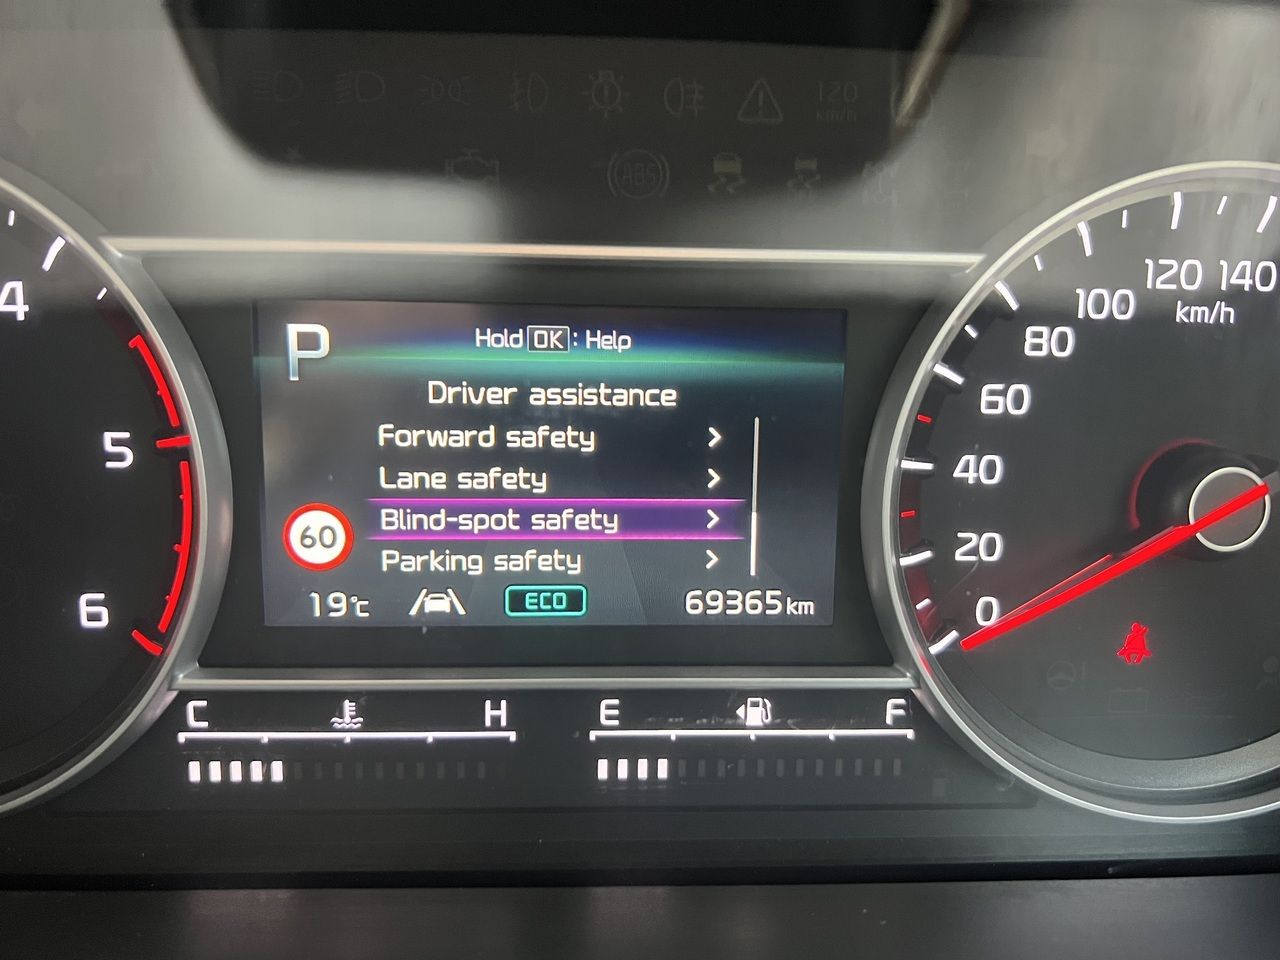 120
km/h
ABS
4
5
6
P
Hold OK : Help
Driver assistance
Forward safety >
Lane safety >
Blind-spot safety >
Parking safety >
60
19℃
ECO
69365 km
140
120
km/h
100
80
60
40
20
0
C H
E F